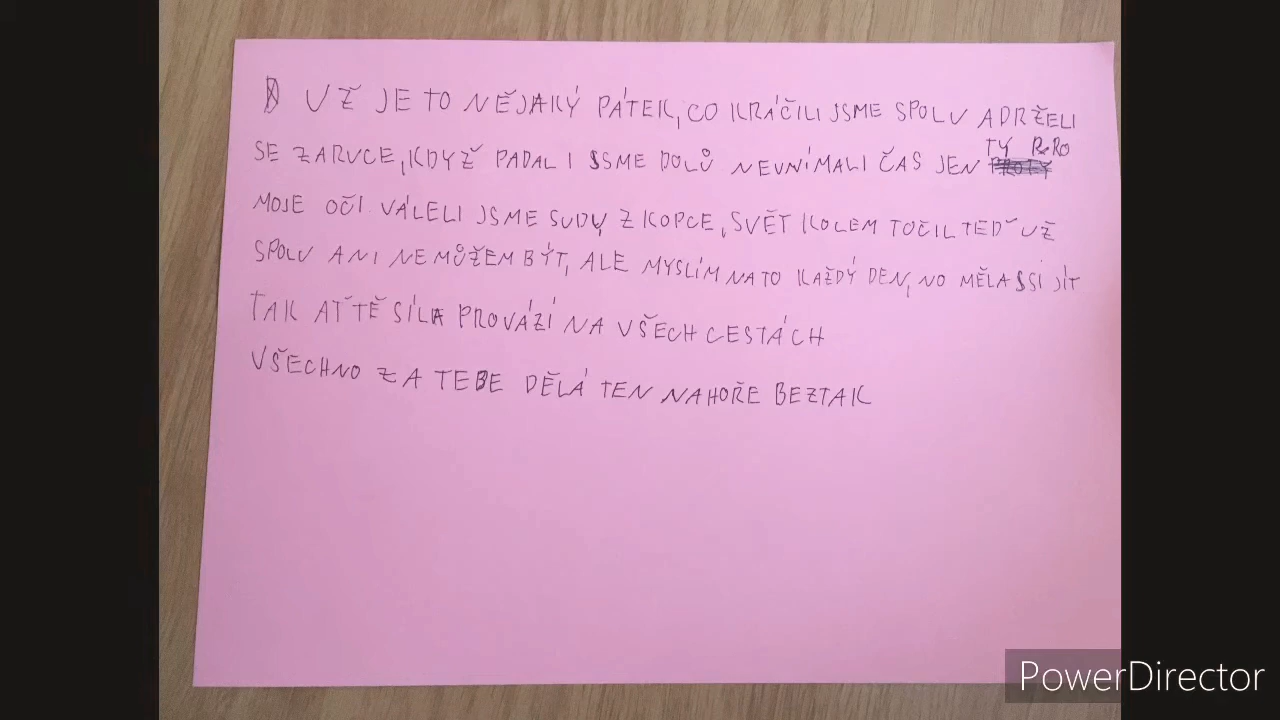 UŽ JE TO NĚJAKÝ PÁTEK, CO KRÁČILI JSME SPOLU A DRŽELI
SE ZA RUCE, KDYŽ PADALI JSME DOLŮ NEVNÍMALI ČAS JEN TY PRO
MOJE OČI. VÁLELI JSME SUDY Z KOPCE, SVĚT KOLEM TOČIL TEĎ UŽ
SPOLU ANI NEMŮŽEM BÝT, ALE MYSLÍM NA TO KAŽDÝ DEN, NO MĚLA SSI JÍT
TAK AŤ TĚ SÍLA PROVÁZÍ NA VŠECH CESTÁCH
VŠECHNO ZA TEBE DĚLÁ TEN NAHOŘE BEZTAK
PowerDirector